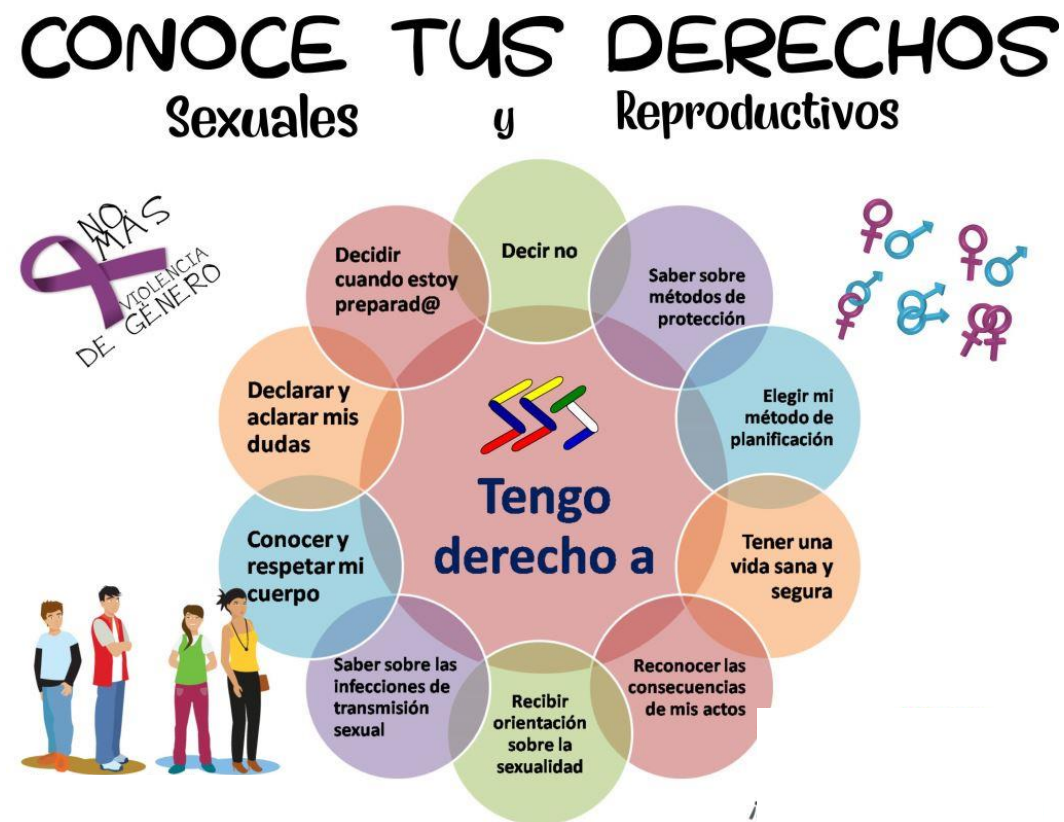 CONOCE TUS DERECHOS
Sexuales y Reproductivos
NO
MÁS
VIOLENCIA
DE GÉNERO
Decir no
Saber sobre
métodos de
protección
Elegir mi
método de
planificación
Tener una
vida sana y
segura
Reconocer las
consecuencias
de mis actos
Recibir
orientación
sobre la
sexualidad
Saber sobre las
infecciones de
transmisión
sexual
Conocer y
respetar mi
cuerpo
Declarar y
aclarar mis
dudas
Decidir
cuando estoy
preparad@
Tengo
derecho a